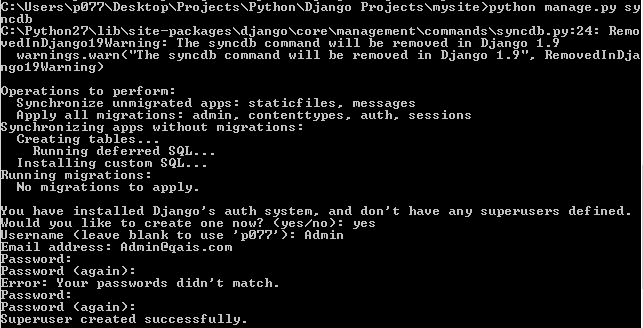 C:\Users\p077\Desktop\Projects\Python\Django Projects\mysite>python manage.py sy
ncdb
C:\Python27\lib\site-packages\django\core\management\commands\syncdb.py:24: Remo
vedInDjango19Warning: The syncdb command will be removed in Django 1.9
  warnings.warn("The syncdb command will be removed in Django 1.9", RemovedInDja
ngo19Warning)

Operations to perform:
  Synchronize unmigrated apps: staticfiles, messages
  Apply all migrations: admin, contenttypes, auth, sessions
Synchronizing apps without migrations:
  Creating tables...
    Running deferred SQL...
  Installing custom SQL...
Running migrations:
  No migrations to apply.

You have installed Django's auth system, and don't have any superusers defined.
Would you like to create one now? (yes/no): yes
Username (leave blank to use 'p077'): Admin
Email address: Admin@qais.com
Password:
Password (again):
Error: Your passwords didn't match.
Password:
Password (again):
Superuser created successfully.